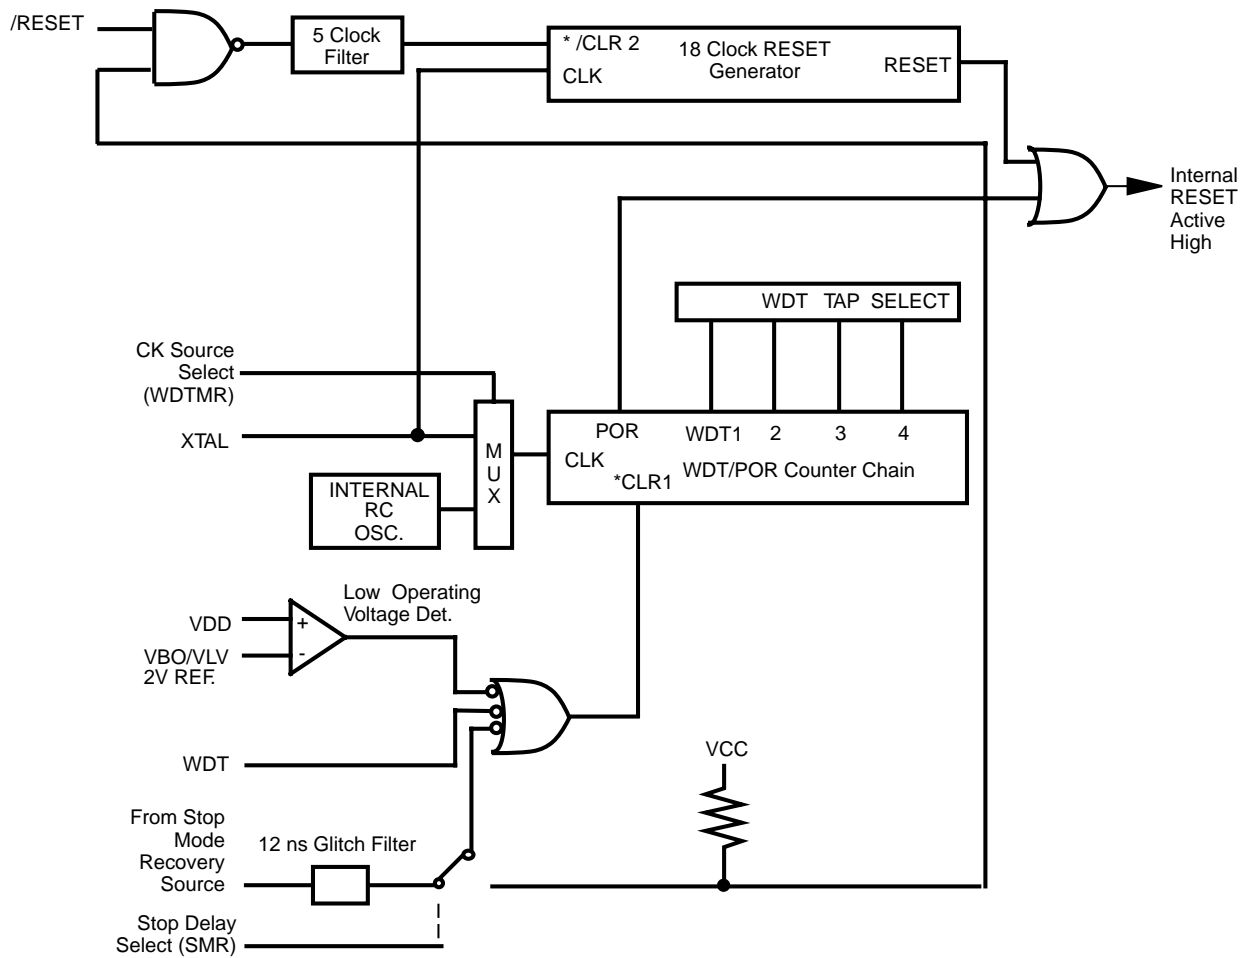 /RESET
5 Clock
Filter
* /CLR 2
CLK
18 Clock RESET
Generator
RESET
Internal
RESET
Active
High
WDT TAP SELECT
CK Source
Select
(WDTMR)
XTAL
INTERNAL
RC
OSC.
M
U
X
POR
WDT1
2
3
4
CLK
*CLR1
WDT/POR Counter Chain
Low Operating
Voltage Det.
VDD
+
VBO/VLV
2V REF.
-
WDT
VCC
From Stop
Mode
Recovery
Source
12 ns Glitch Filter
Stop Delay
Select (SMR)